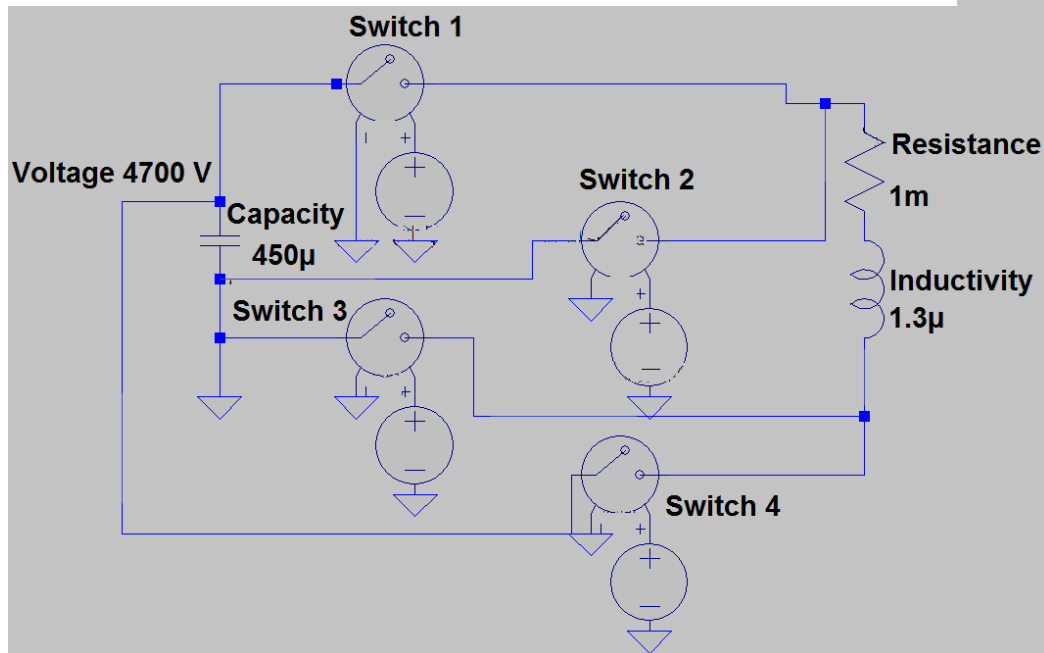 Switch 1
Voltage 4700 V
Resistance
1m
Switch 2
Capacity
450µ
Inductivity
1.3µ
Switch 3
Switch 4